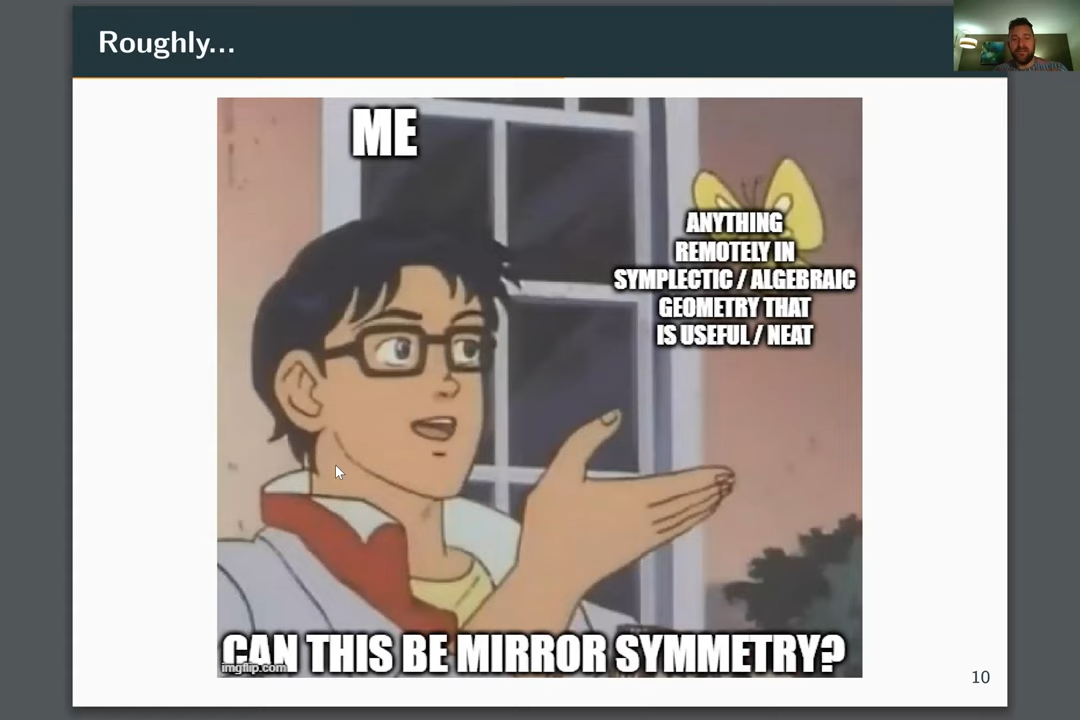 Roughly...
ME
ANYTHING
REMOTELY IN
SYMPLECTIC / ALGEBRAIC
GEOMETRY THAT
IS USEFUL / NEAT
CAN THIS BE MIRROR SYMMETRY?
imgflip.com
10